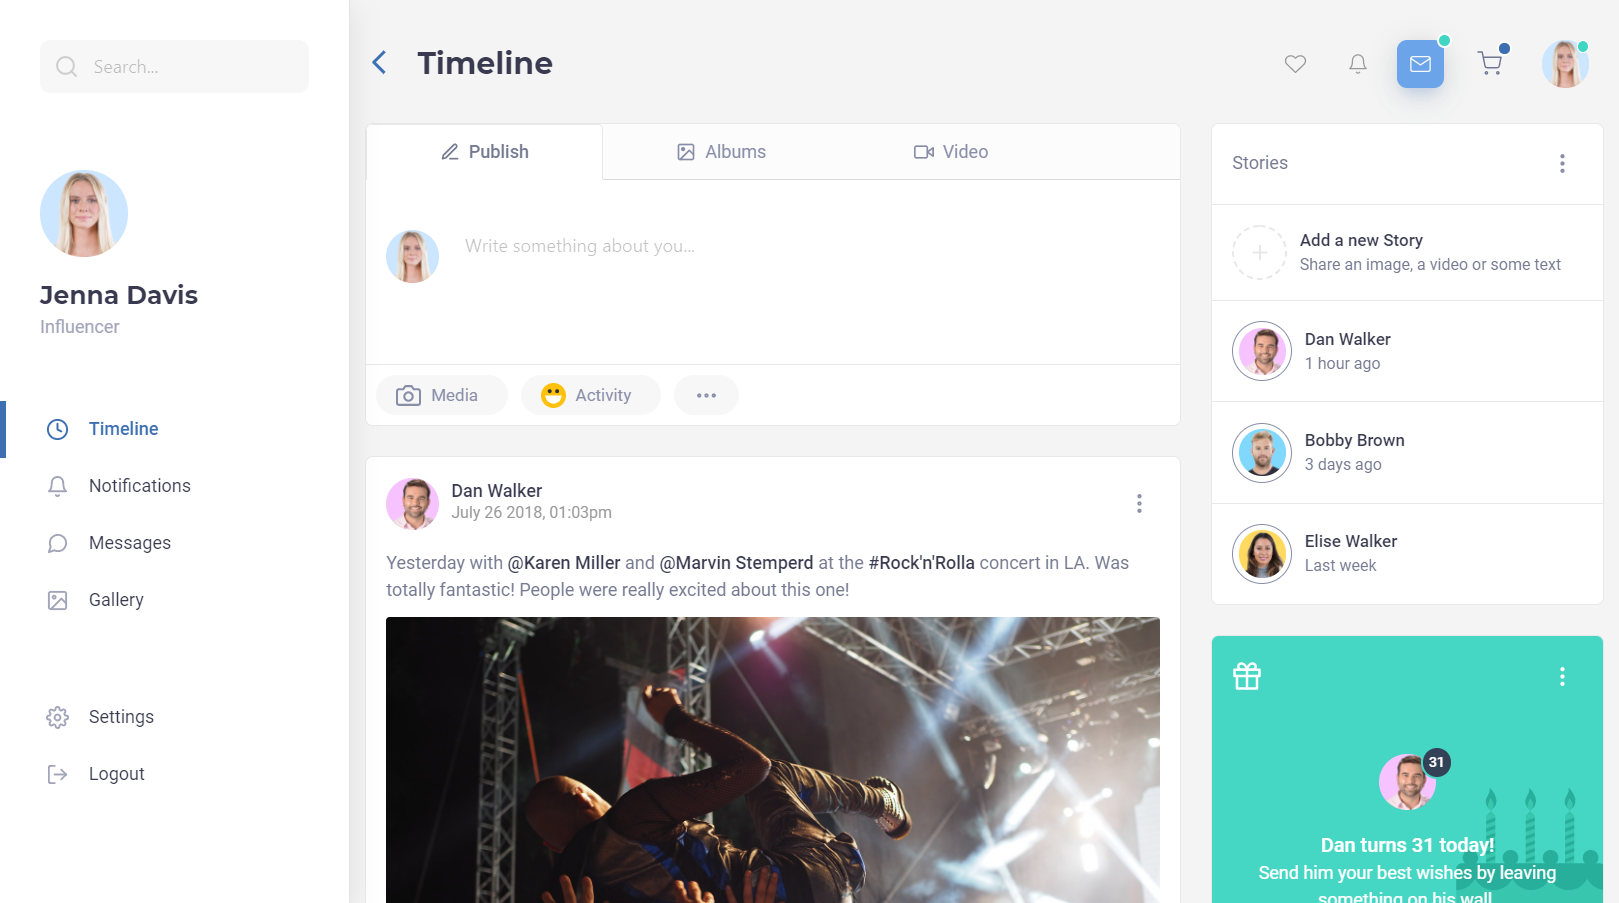 Search...
Timeline
Jenna Davis
Influencer
Timeline
Notifications
Messages
Gallery
Settings
Logout
Publish
Albums
Video
Write something about you...
Media
Activity
Dan Walker
July 26 2018, 01:03pm
Yesterday with @Karen Miller and @Marvin Stemperd at the #Rock'n'Rolla concert in LA. Was
totally fantastic! People were really excited about this one!
Stories
Add a new Story
Share an image, a video or some text
Dan Walker
1 hour ago
Bobby Brown
3 days ago
Elise Walker
Last week
31
Dan turns 31 today!
Send him your best wishes by leaving
something on his wall